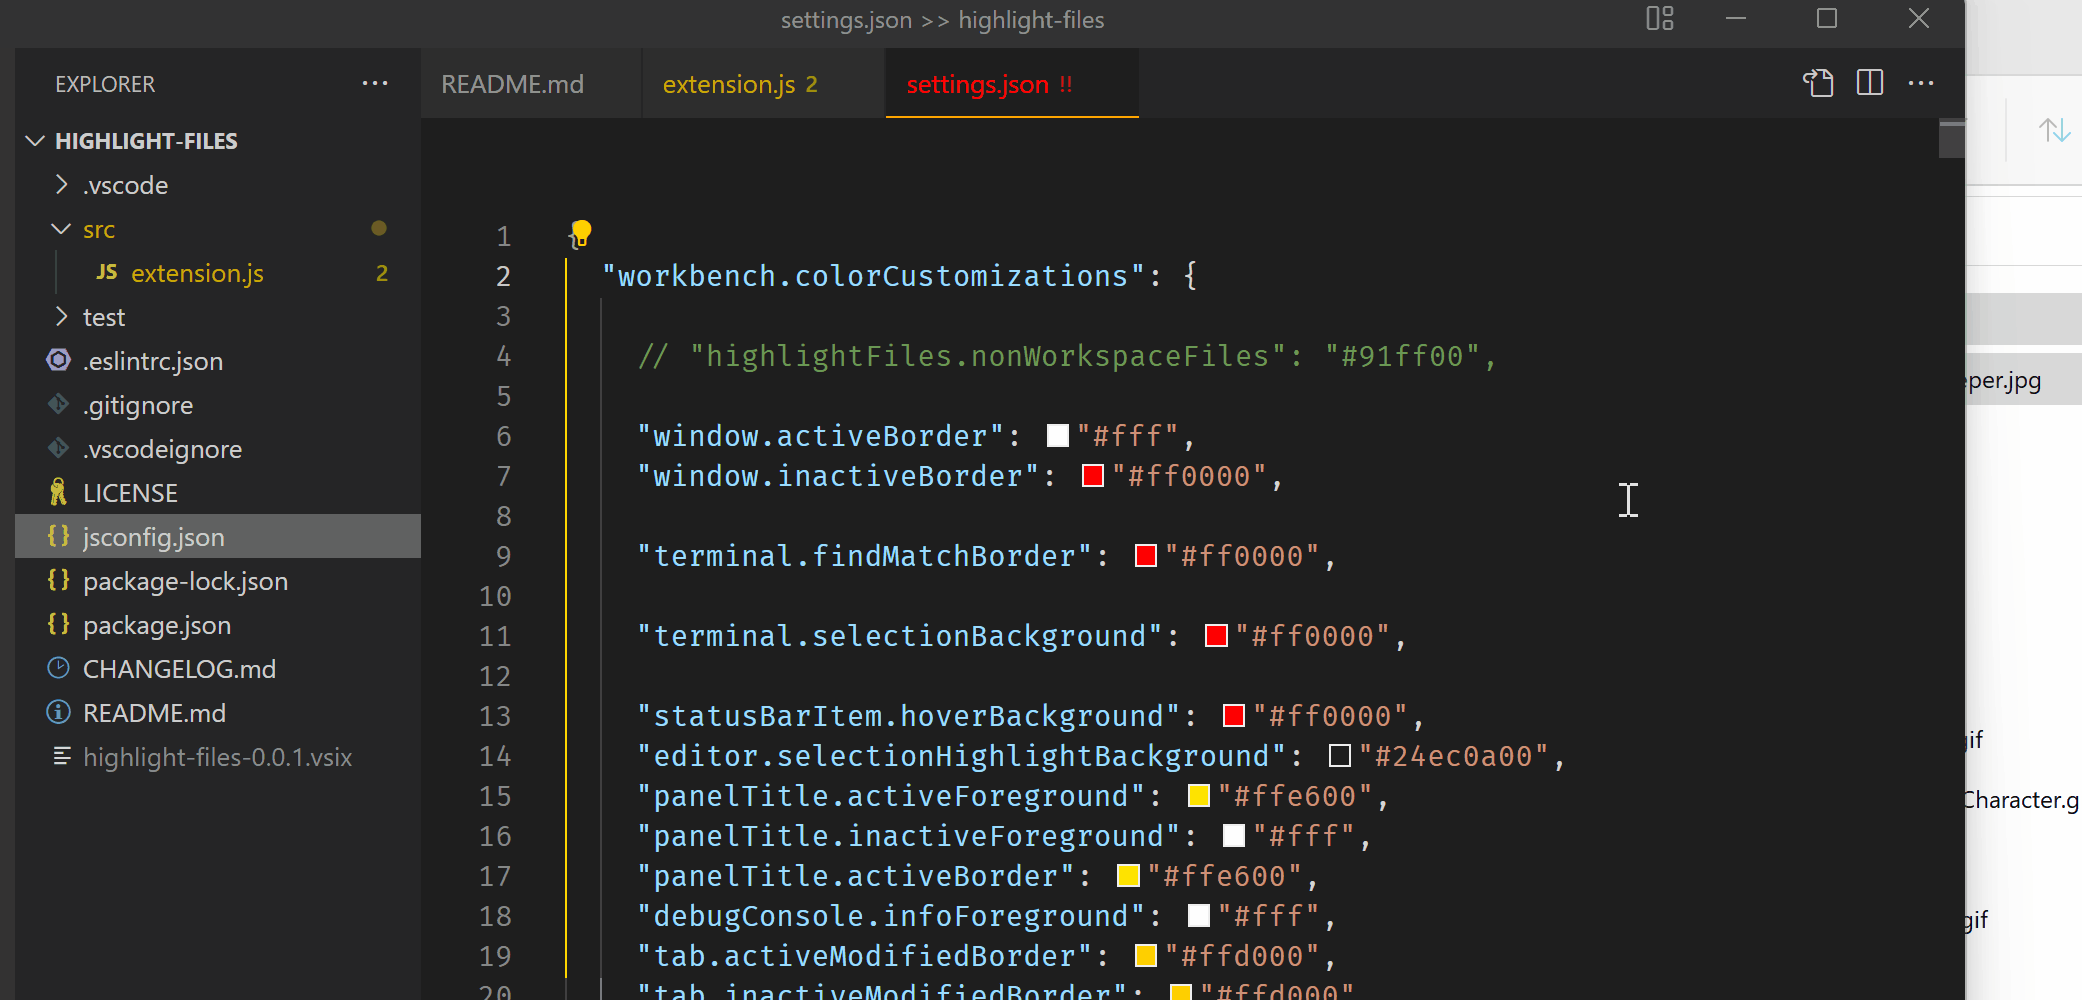 settings.json >> highlight-files
EXPLORER
HIGHLIGHT-FILES
.vscode
src
JS extension.js 2
test
.eslintrc.json
.gitignore
.vscodeignore
LICENSE
{} jsconfig.json
{} package-lock.json
{} package.json
CHANGELOG.md
README.md
highlight-files-0.0.1.vsix
README.md extension.js 2 settings.json !!
1 {
2 "workbench.colorCustomizations": {
3
4 // "highlightFiles.nonWorkspaceFiles": "#91ff00",
5
6 "window.activeBorder": "#fff",
7 "window.inactiveBorder": "#ff0000",
8
9 "terminal.findMatchBorder": "#ff0000",
10
11 "terminal.selectionBackground": "#ff0000",
12
13 "statusBarItem.hoverBackground": "#ff0000",
14 "editor.selectionHighlightBackground": "#24ec0a00",
15 "panelTitle.activeForeground": "#ffe600",
16 "panelTitle.inactiveForeground": "#fff",
17 "panelTitle.activeBorder": "#ffe600",
18 "debugConsole.infoForeground": "#fff",
19 "tab.activeModifiedBorder": "#ffd000",
20 "tab.inactiveModifiedBorder": "#ffd000"
eper.jpg
gif
Character.g
gif